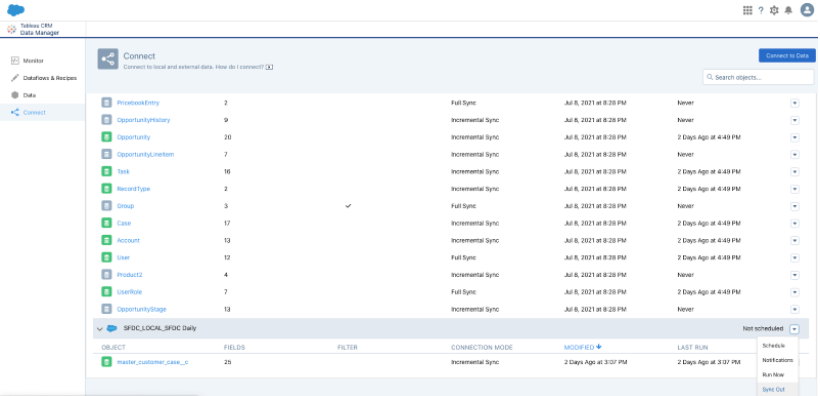 Tableau CRM
Data Manager
Monitor
Dataflows & Recipes
Data
Connect
Connect
Connect to local and external data. How do I connect?
Connect to Data
Search objects...
PricebookEntry 2 Full Sync Jul 8, 2021 at 8:28 PM Never
OpportunityHistory 9 Incremental Sync Jul 8, 2021 at 8:28 PM Never
Opportunity 20 Incremental Sync Jul 8, 2021 at 8:28 PM 2 Days Ago at 4:49 PM
OpportunityLineItem 7 Incremental Sync Jul 8, 2021 at 8:28 PM Never
Task 16 Incremental Sync Jul 8, 2021 at 8:28 PM 2 Days Ago at 4:49 PM
RecordType 2 Incremental Sync Jul 8, 2021 at 8:28 PM 2 Days Ago at 4:49 PM
Group 3 Full Sync Jul 8, 2021 at 8:28 PM Never
Case 17 Incremental Sync Jul 8, 2021 at 8:28 PM 2 Days Ago at 4:49 PM
Account 13 Incremental Sync Jul 8, 2021 at 8:28 PM 2 Days Ago at 4:49 PM
User 12 Full Sync Jul 8, 2021 at 8:28 PM 2 Days Ago at 4:49 PM
Product2 4 Incremental Sync Jul 8, 2021 at 8:28 PM Never
UserRole 7 Full Sync Jul 8, 2021 at 8:28 PM 2 Days Ago at 4:49 PM
OpportunityStage 13 Incremental Sync Jul 8, 2021 at 8:28 PM Never
SFDC_LOCAL_SFDC Daily Not scheduled
OBJECT FIELDS FILTER CONNECTION MODE MODIFIED LAST RUN
master_customer_case__c 25 Incremental Sync 2 Days Ago at 3:07 PM 2 Days Ago at 3:07 PM
Schedule
Notifications
Run Now
Sync Out